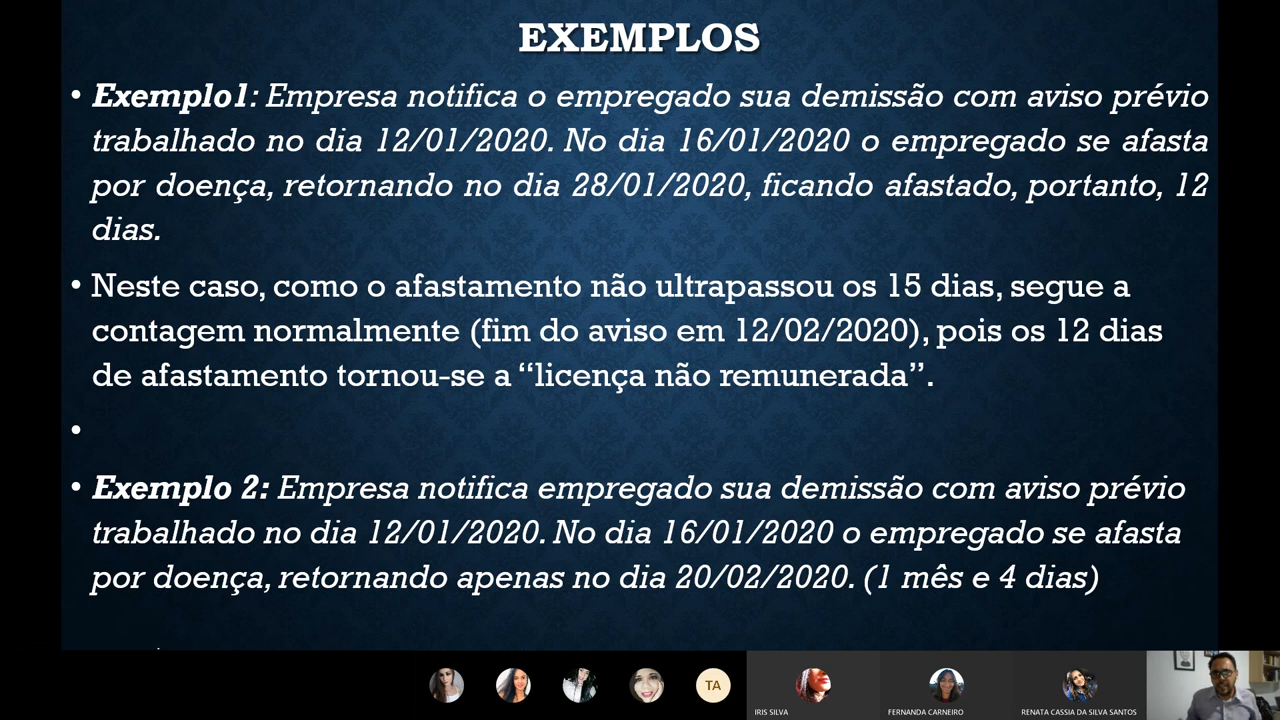 EXEMPLOS
• Exemplo1: Empresa notifica o empregado sua demissão com aviso prévio
trabalhado no dia 12/01/2020. No dia 16/01/2020 o empregado se afasta
por doença, retornando no dia 28/01/2020, ficando afastado, portanto, 12
dias.
• Neste caso, como o afastamento não ultrapassou os 15 dias, segue a
contagem normalmente (fim do aviso em 12/02/2020), pois os 12 dias
de afastamento tornou-se a “licença não remunerada”.
•
• Exemplo 2: Empresa notifica empregado sua demissão com aviso prévio
trabalhado no dia 12/01/2020. No dia 16/01/2020 o empregado se afasta
por doença, retornando apenas no dia 20/02/2020. (1 mês e 4 dias)
TA
IRIS SILVA
FERNANDA CARNEIRO
RENATA CASSIA DA SILVA SANTOS